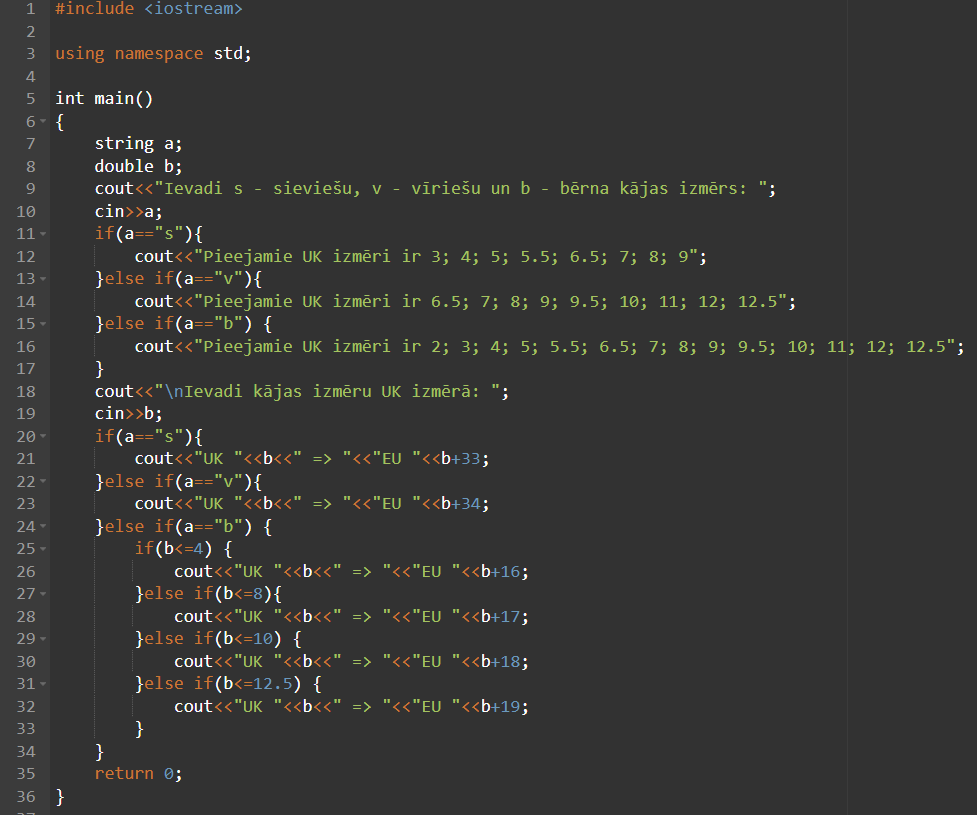 1 #include <iostream>
2
3 using namespace std;
4
5 int main()
6 {
7 string a;
8 double b;
9 cout<<"Ievadi s - sieviešu, v - vīriešu un b - bērna kājas izmērs: ";
10 cin>>a;
11 if(a=="s"){
12 cout<<"Pieejamie UK izmēri ir 3; 4; 5; 5.5; 6.5; 7; 8; 9";
13 }else if(a=="v"){
14 cout<<"Pieejamie UK izmēri ir 6.5; 7; 8; 9; 9.5; 10; 11; 12; 12.5";
15 }else if(a=="b") {
16 cout<<"Pieejamie UK izmēri ir 2; 3; 4; 5; 5.5; 6.5; 7; 8; 9; 9.5; 10; 11; 12; 12.5";
17 }
18 cout<<"\nIevadi kājas izmēru UK izmērā: ";
19 cin>>b;
20 if(a=="s"){
21 cout<<"UK "<<b<<" => "<<"EU "<<b+33;
22 }else if(a=="v"){
23 cout<<"UK "<<b<<" => "<<"EU "<<b+34;
24 }else if(a=="b") {
25 if(b<=4) {
26 cout<<"UK "<<b<<" => "<<"EU "<<b+16;
27 }else if(b<=8){
28 cout<<"UK "<<b<<" => "<<"EU "<<b+17;
29 }else if(b<=10) {
30 cout<<"UK "<<b<<" => "<<"EU "<<b+18;
31 }else if(b<=12.5) {
32 cout<<"UK "<<b<<" => "<<"EU "<<b+19;
33 }
34 }
35 return 0;
36 }